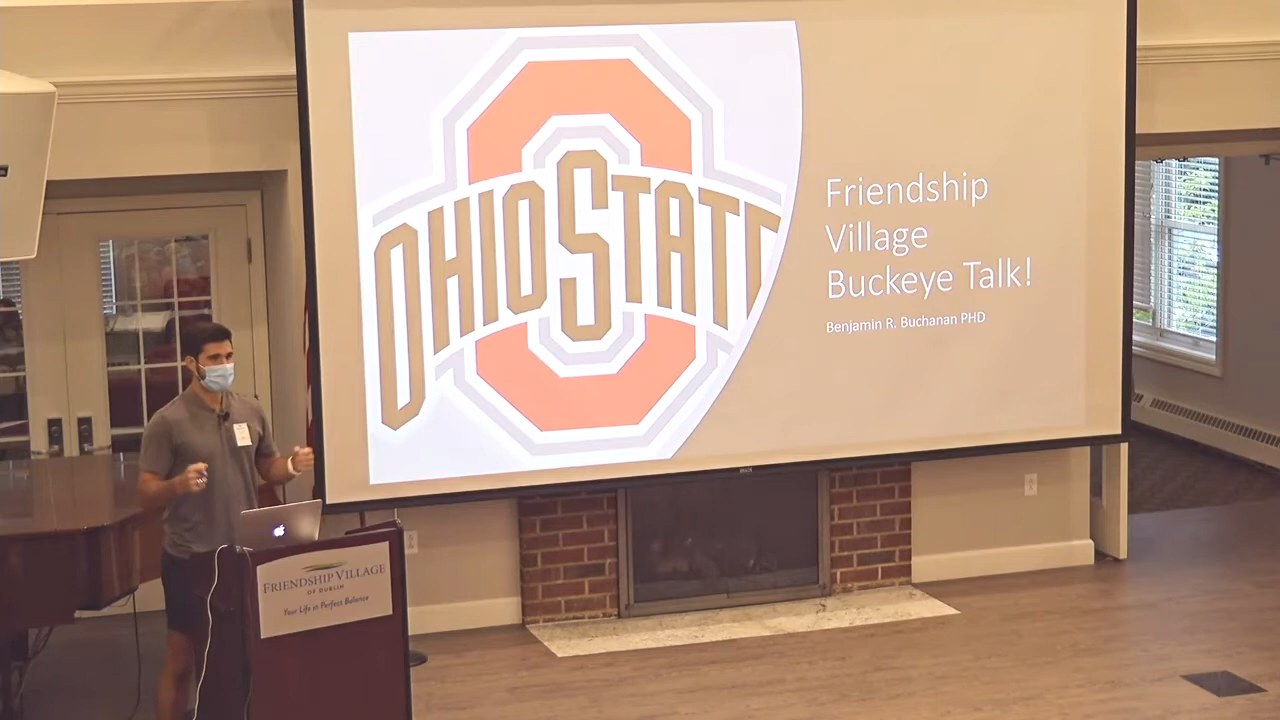 OHIO STATE
Friendship
Village
Buckeye Talk!
Benjamin R. Buchanan PHD
FRIENDSHIP VILLAGE
OF DUBLIN
Your Life in Perfect Balance